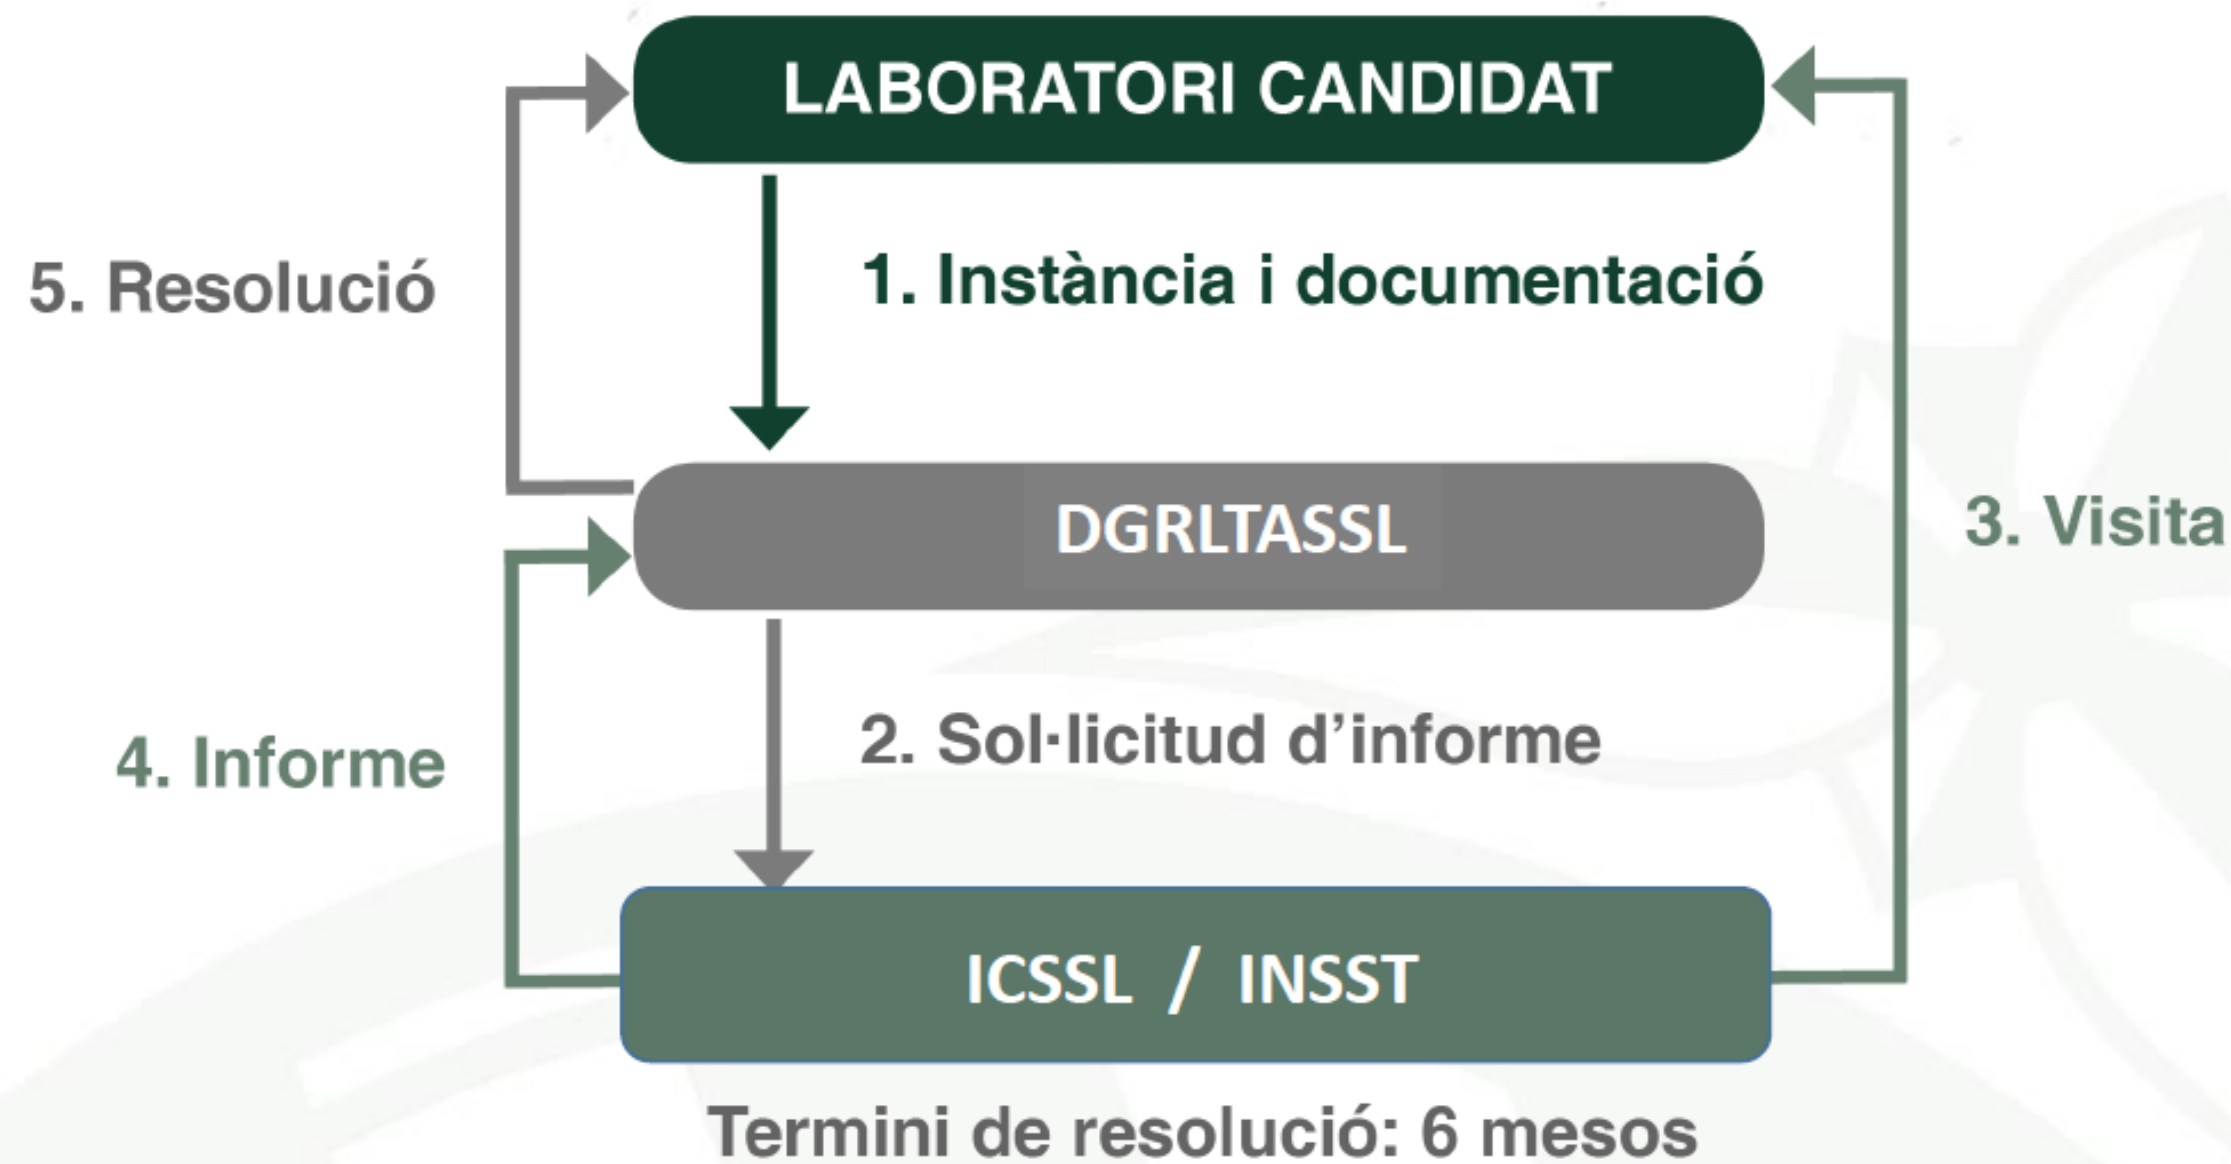 LABORATORI CANDIDAT
1. Instància i documentació
5. Resolució
DGRLTASSL
3. Visita
2. Sol·licitud d’informe
4. Informe
ICSSL / INSST
Termini de resolució: 6 mesos